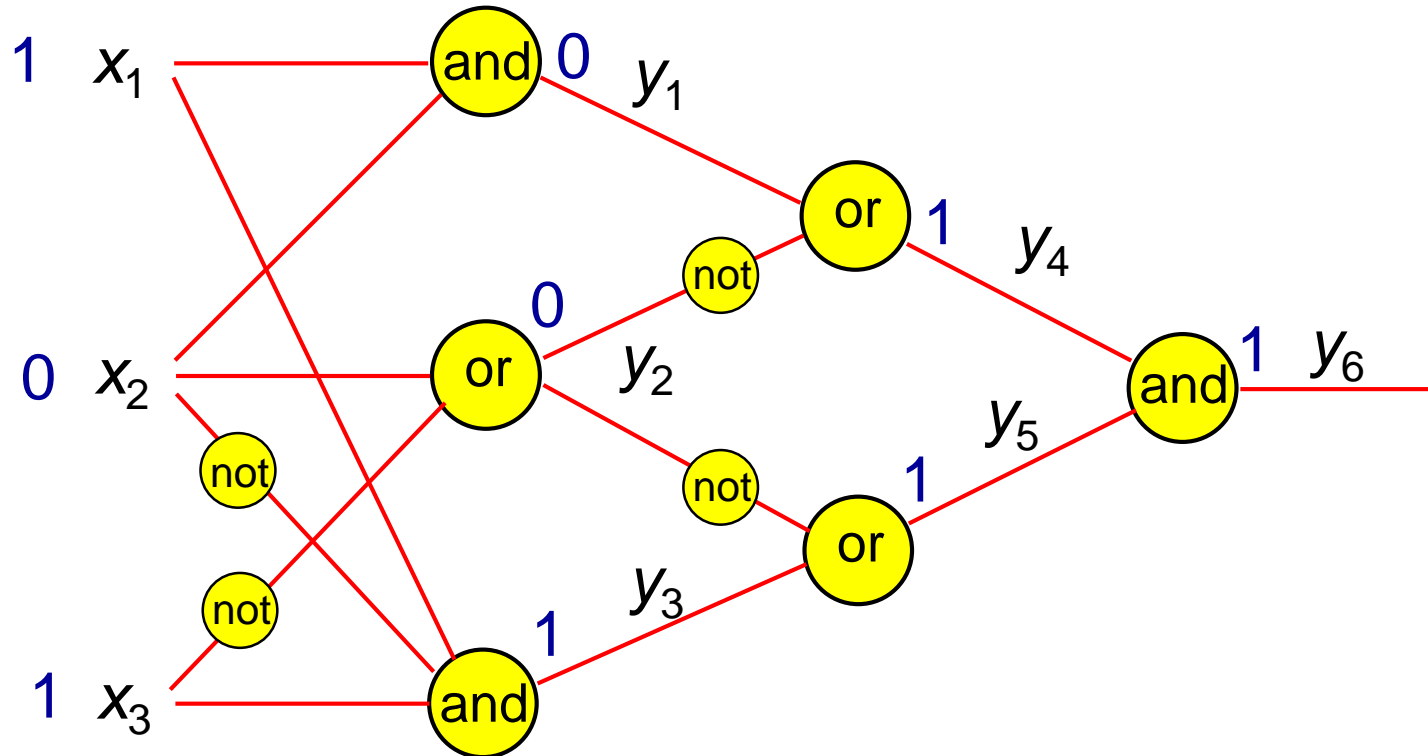 1 x₁ and 0 y₁
or 1 y₄
not
0 x₂ or 0 y₂ and 1 y₆
not not y₅ 1
or
not y₃
1 x₃ and 1